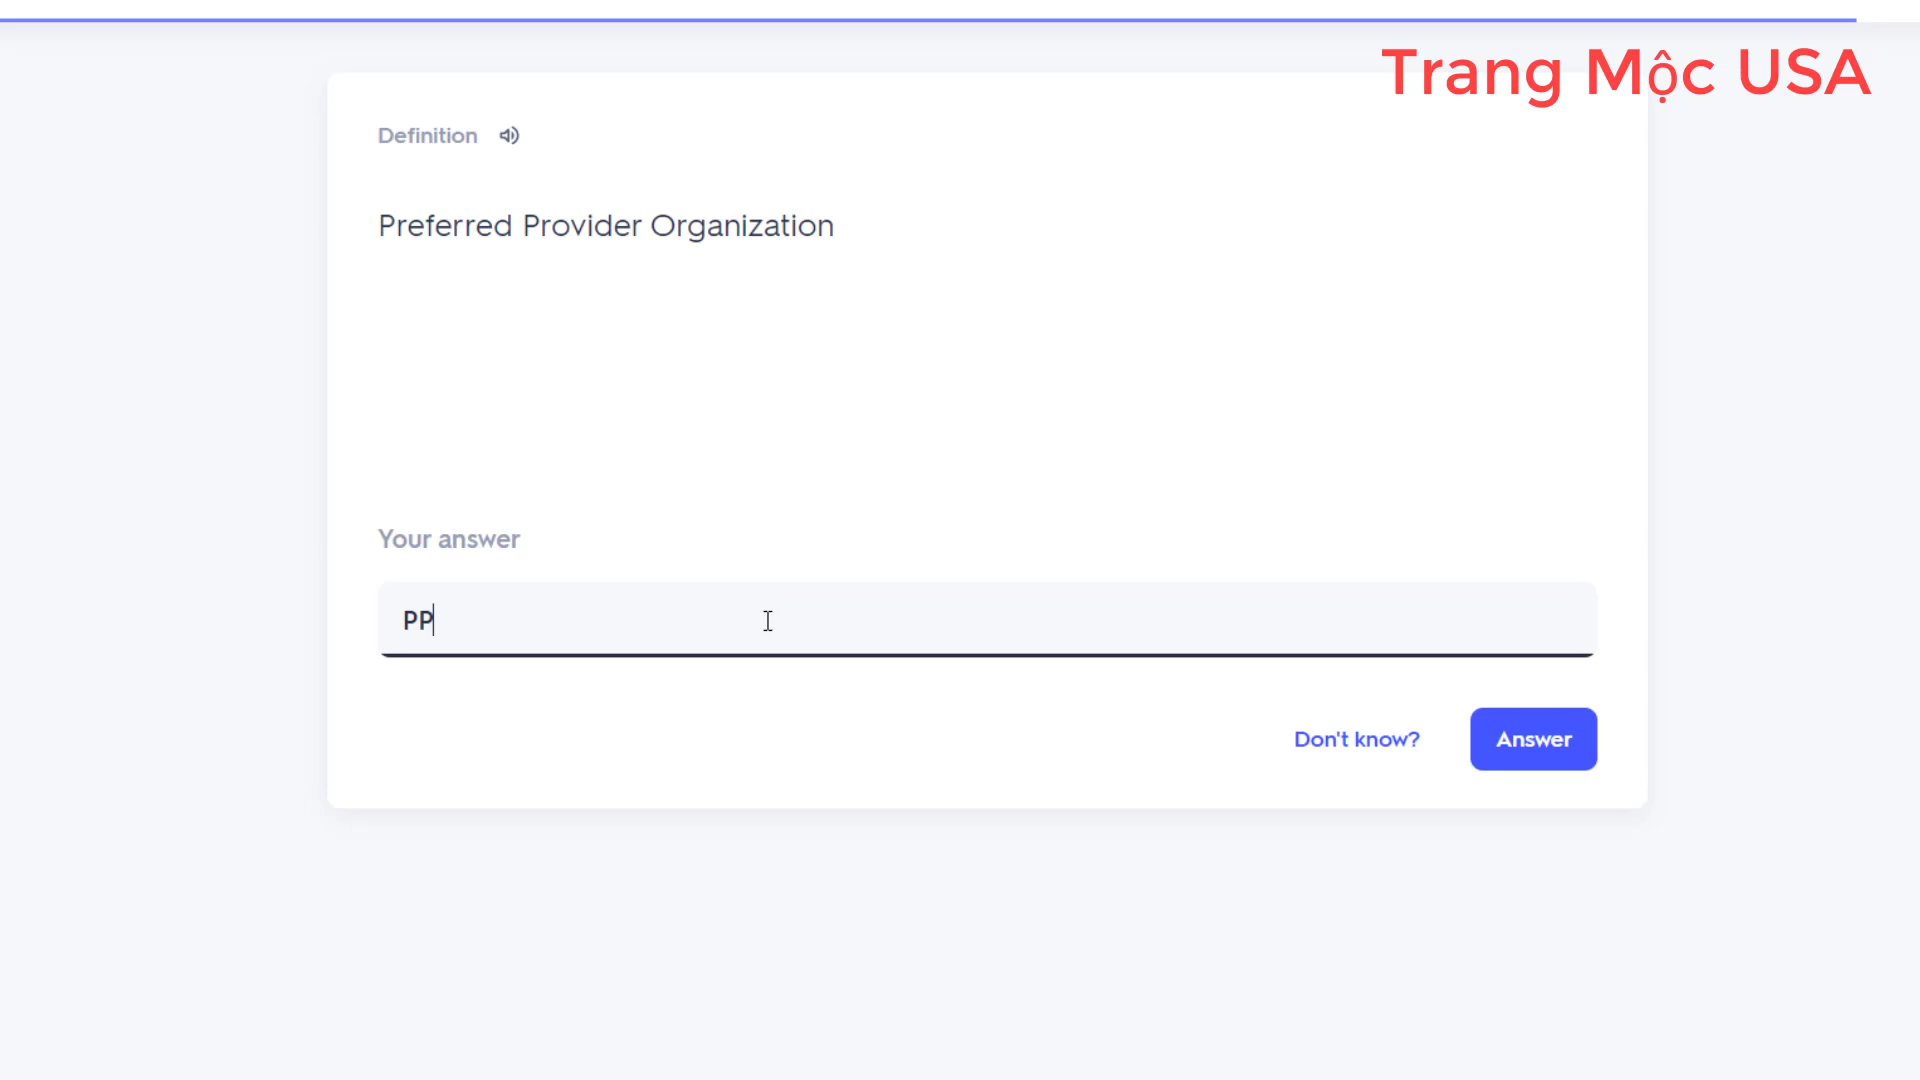 Trang Mộc USA
Definition
Preferred Provider Organization
Your answer
PP
Don't know?
Answer